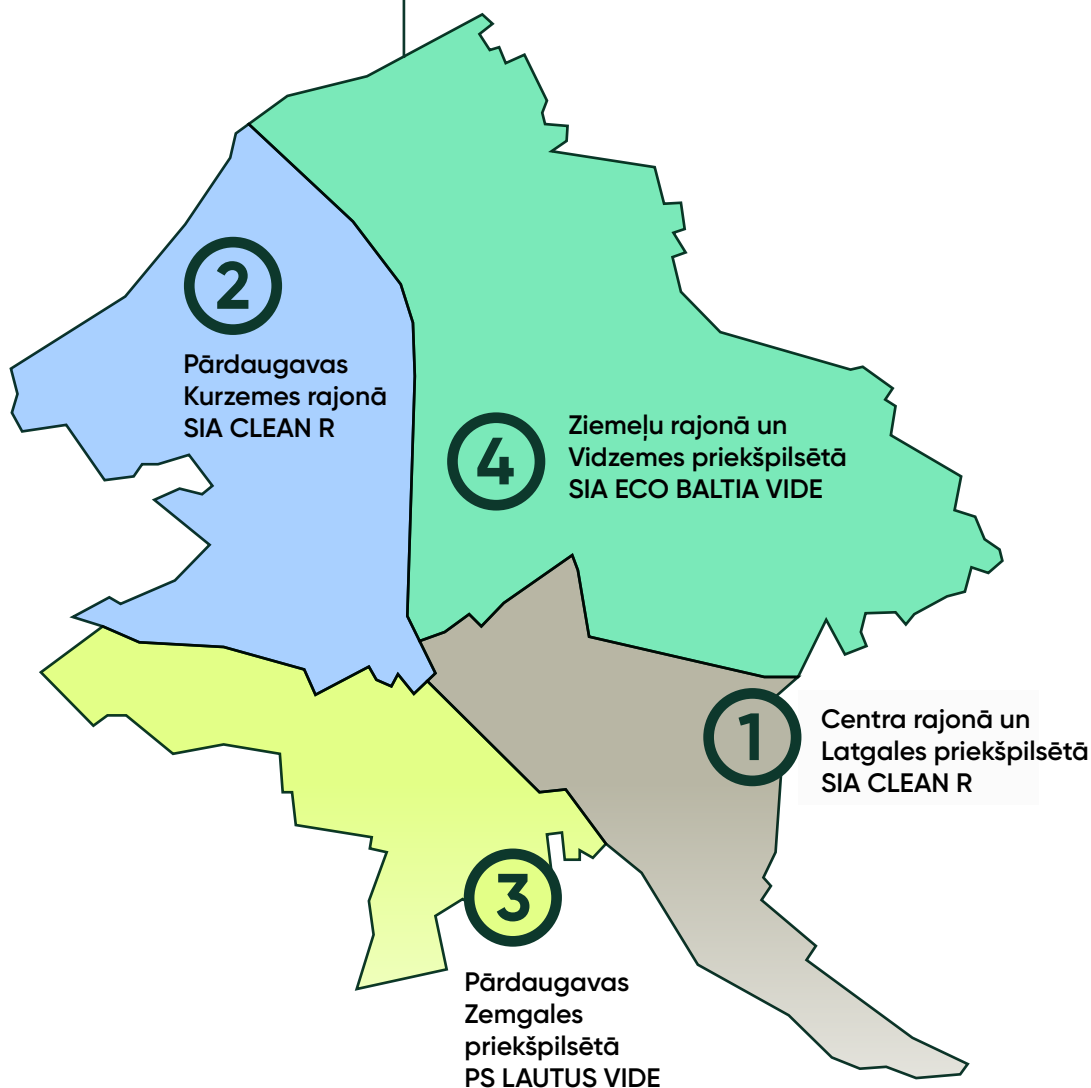 2
Pārdaugavas
Kurzemes rajonā
SIA CLEAN R
4
Ziemeļu rajonā un
Vidzemes priekšpilsētā
SIA ECO BALTIA VIDE
1
Centra rajonā un
Latgales priekšpilsētā
SIA CLEAN R
3
Pārdaugavas
Zemgales
priekšpilsētā
PS LAUTUS VIDE